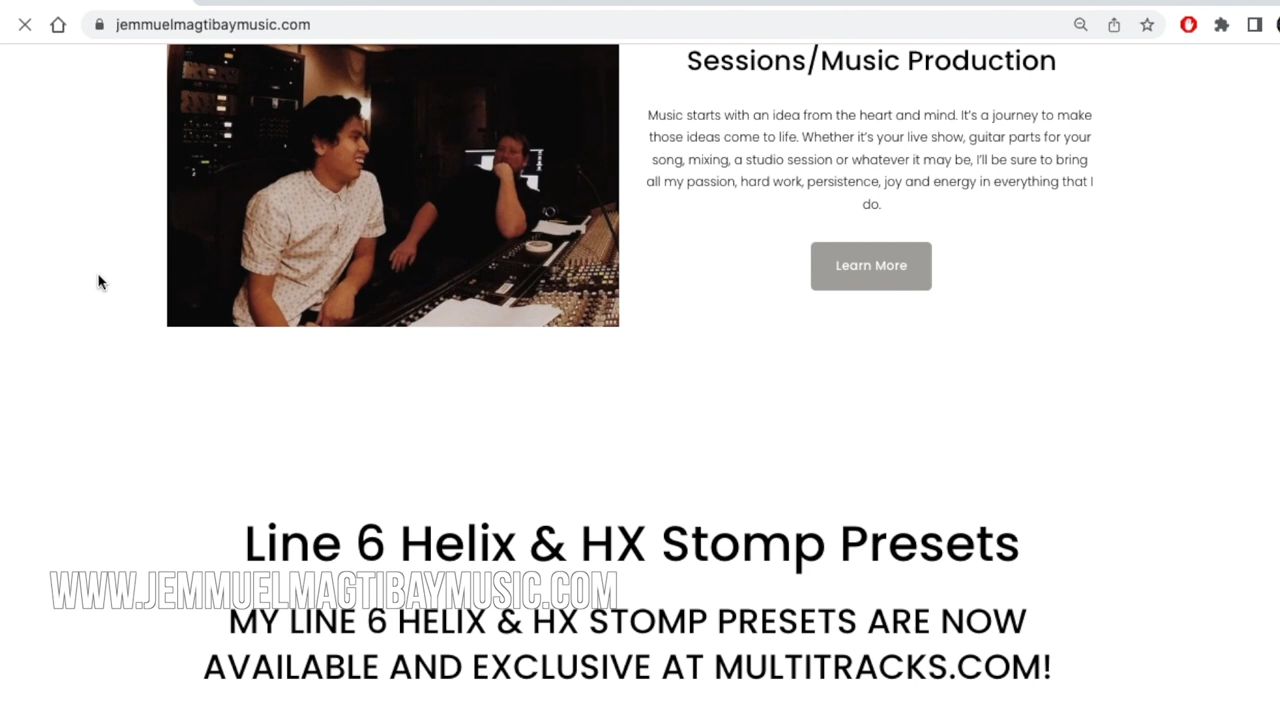 jemmuelmagtibaymusic.com
Sessions/Music Production
Music starts with an idea from the heart and mind. It's a journey to make
those ideas come to life. Whether it's your live show, guitar parts for your
song, mixing, a studio session or whatever it may be, I'll be sure to bring
all my passion, hard work, persistence, joy and energy in everything that I
do.
Learn More
Line 6 Helix & HX Stomp Presets
WWW.JEMMUELMAGTIBAYMUSIC.COM
MY LINE 6 HELIX & HX STOMP PRESETS ARE NOW
AVAILABLE AND EXCLUSIVE AT MULTITRACKS.COM!